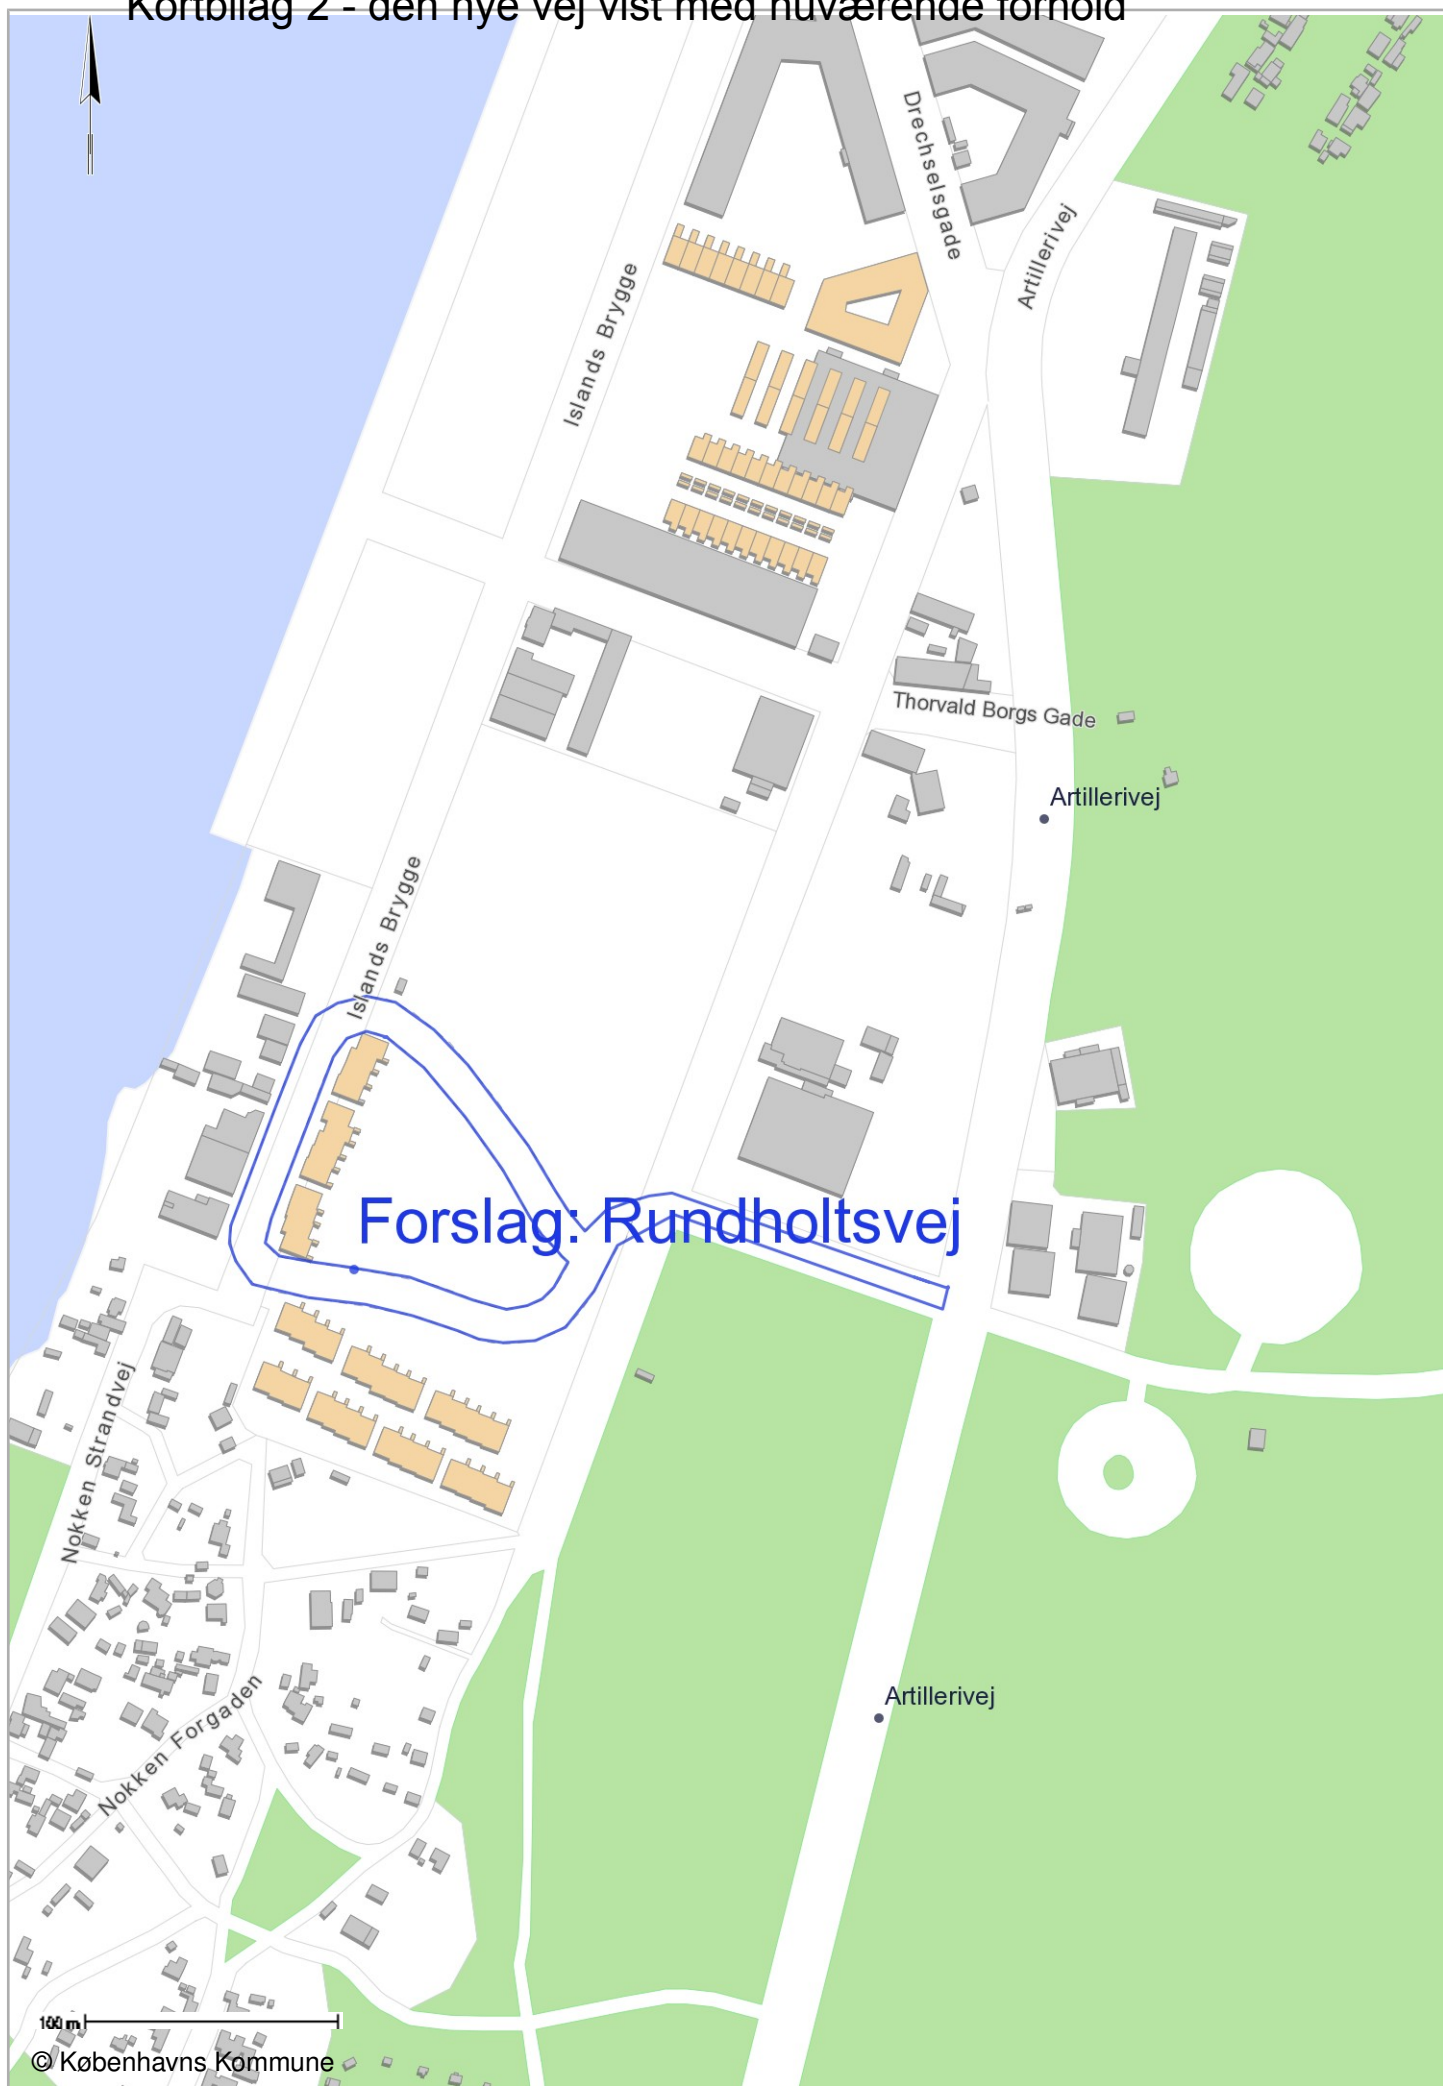 Kortbilag 2 - den nye vej vist med nuværende forhold
Drechselsgade
Artillerivej
Islands Brygge
Thorvald Borgs Gade
Artillerivej
Islands Brygge
Forslag: Rundholtsvej
Nokken Strandvej
Nokken Forgaden
Artillerivej
100 m
© Københavns Kommune